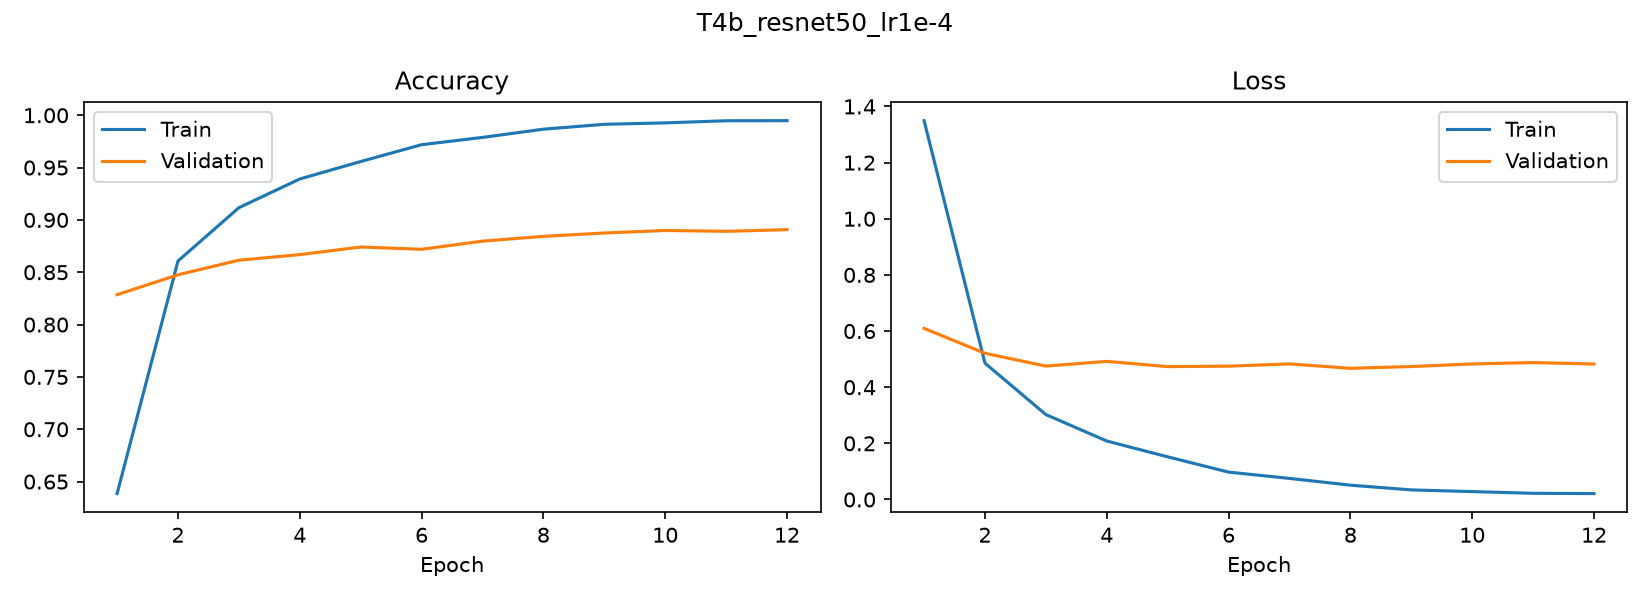 T4b_resnet50_lr1e-4
Accuracy
1.00
0.95
0.90
0.85
0.80
0.75
0.70
0.65
Train
Validation
2 4 6 8 10 12
Epoch
Loss
1.4
1.2
1.0
0.8
0.6
0.4
0.2
0.0
Train
Validation
2 4 6 8 10 12
Epoch